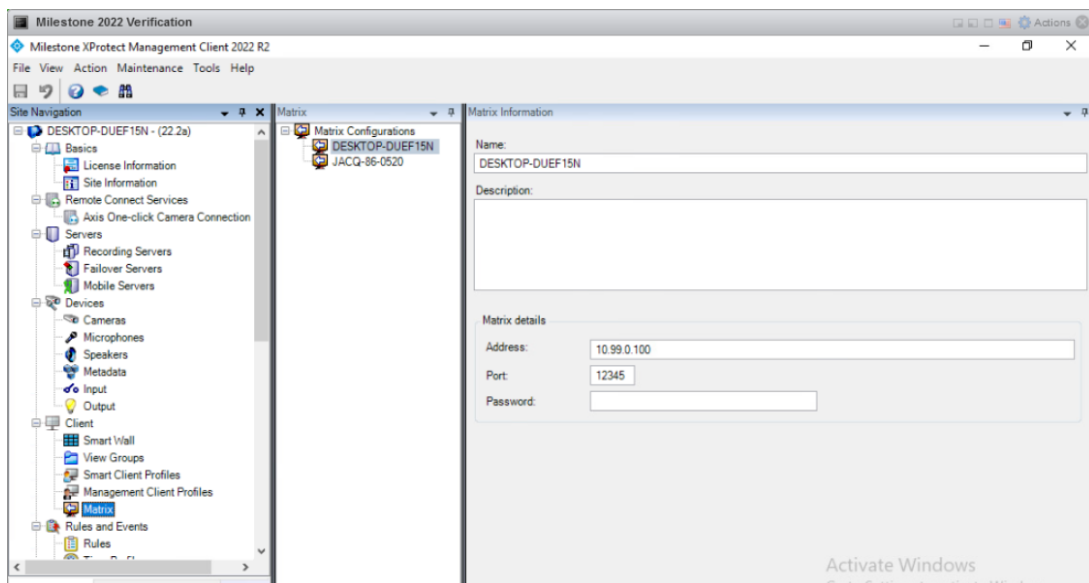 Milestone 2022 Verification
Actions
Milestone XProtect Management Client 2022 R2
File View Action Maintenance Tools Help
Site Navigation
DESKTOP-DUEF15N - (22.2a)
Basics
License Information
Site Information
Remote Connect Services
Axis One-click Camera Connection
Servers
Recording Servers
Failover Servers
Mobile Servers
Devices
Cameras
Microphones
Speakers
Metadata
Input
Output
Client
Smart Wall
View Groups
Smart Client Profiles
Management Client Profiles
Matrix
Rules and Events
Rules
Matrix
Matrix Configurations
DESKTOP-DUEF15N
JACQ-86-0520
Matrix Information
Name:
DESKTOP-DUEF15N
Description:
Matrix details
Address: 10.99.0.100
Port: 12345
Password:
Activate Windows